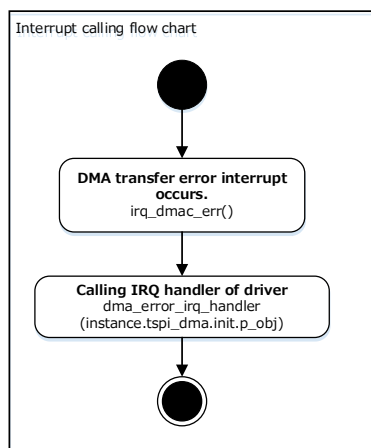 Interrupt calling flow chart
DMA transfer error interrupt
occurs.
irq_dmac_err()
Calling IRQ handler of driver
dma_error_irq_handler
(instance.tspi_dma.init.p_obj)